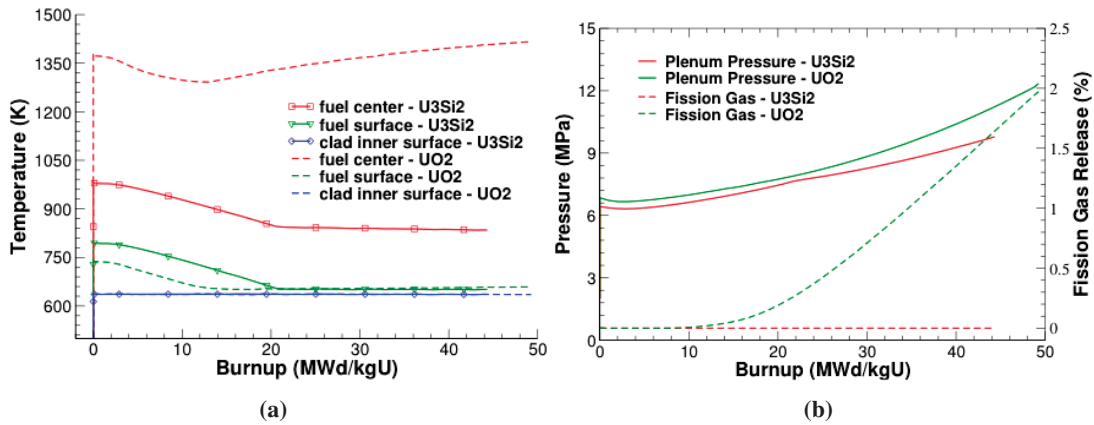 1500
1350
1200
1050
900
750
600
Temperature (K)
fuel center - U3Si2
fuel surface - U3Si2
clad inner surface - U3Si2
fuel center - UO2
fuel surface - UO2
clad inner surface - UO2
0 10 20 30 40 50
Burnup (MWd/kgU)
(a)
15
12
9
6
3
0
Pressure (MPa)
Plenum Pressure - U3Si2
Plenum Pressure - UO2
Fission Gas - U3Si2
Fission Gas - UO2
2.5
2
1.5
1
0.5
0
Fission Gas Release (%)
0 10 20 30 40 50
Burnup (MWd/kgU)
(b)